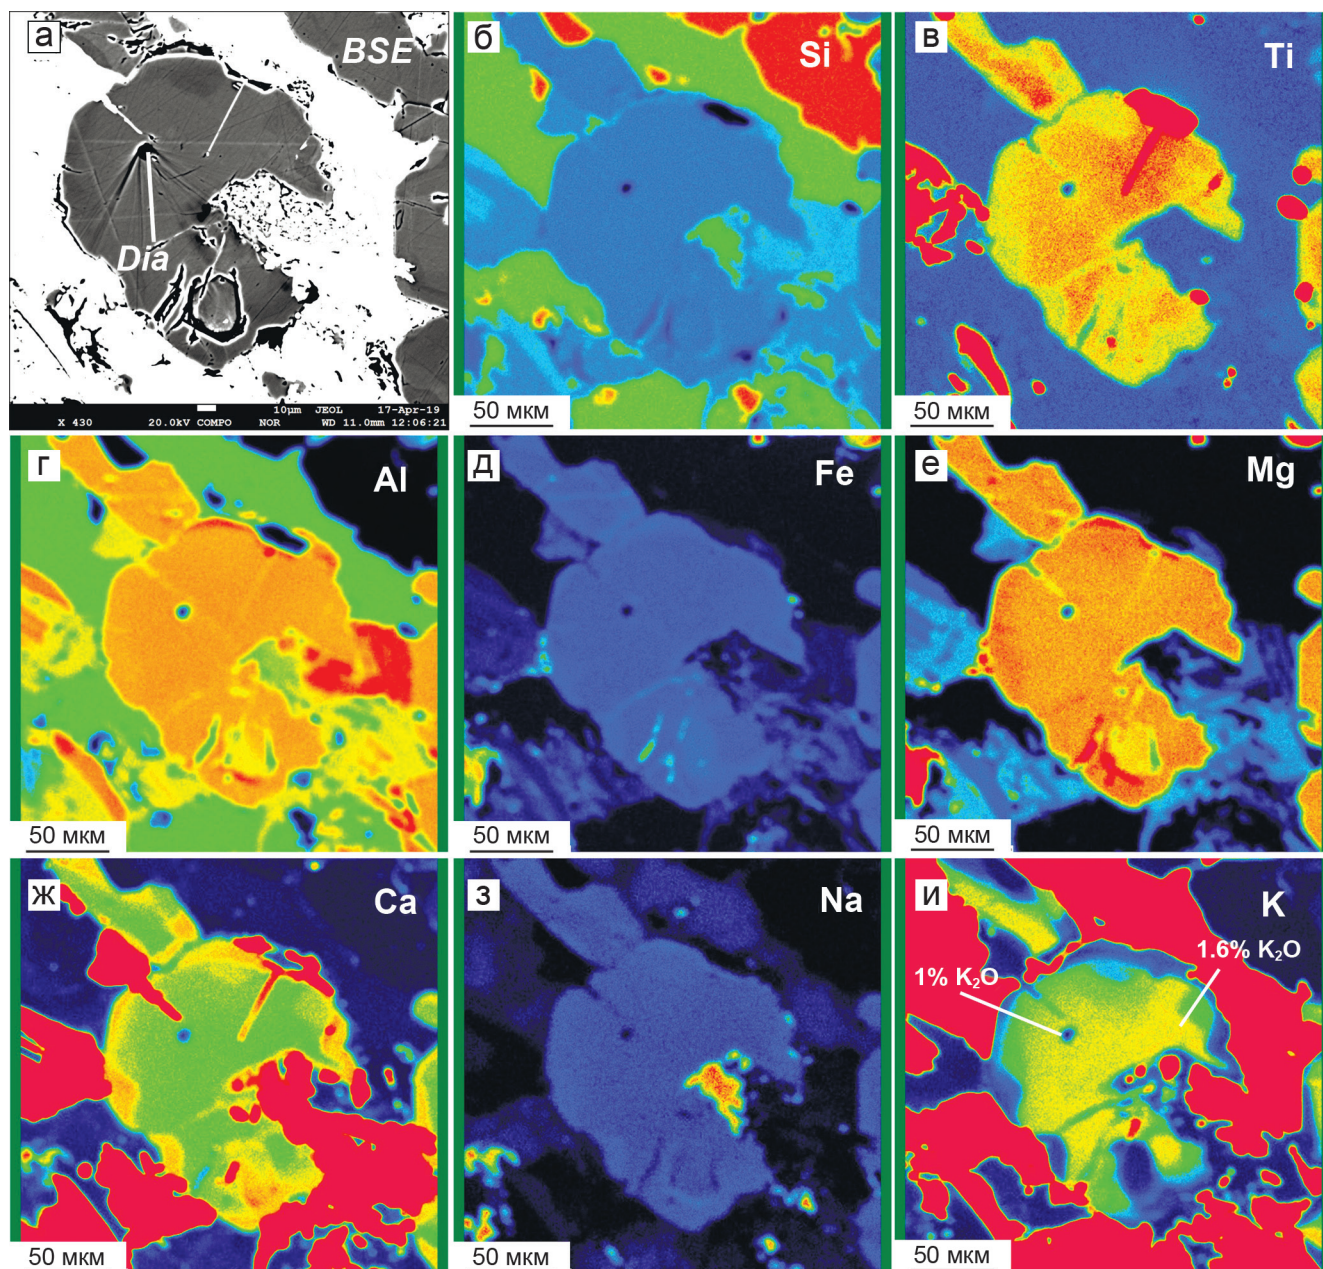 а
BSE
Dia
10µm JEOL 17-Apr-19
X 430 20.0kV COMPO NOR WD 11.0mm 12:06:21
б
Si
50 мкм
в
Ti
50 мкм
г
Al
50 мкм
д
Fe
50 мкм
е
Mg
50 мкм
ж
Ca
50 мкм
з
Na
50 мкм
и
K
1.6% K₂O
1% K₂O
50 мкм